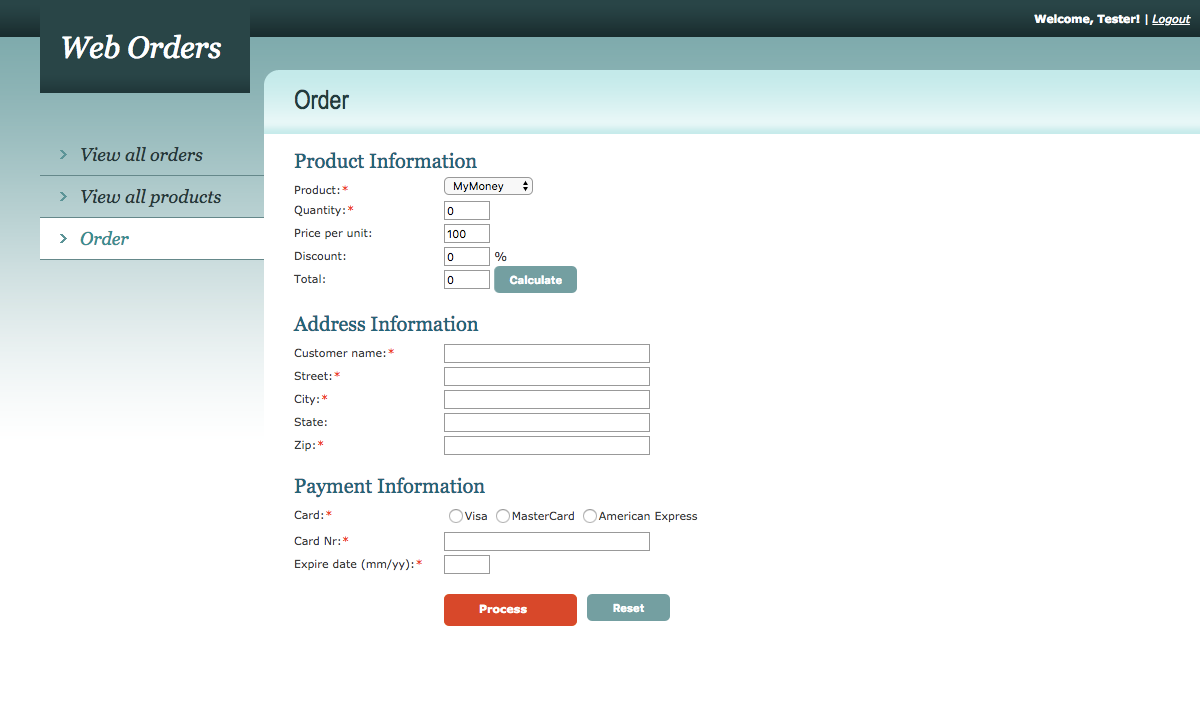 Welcome, Tester! | Logout
Web Orders
View all orders
View all products
Order
Order
Product Information
Product:* MyMoney
Quantity:* 0
Price per unit: 100
Discount: 0 %
Total: 0 Calculate
Address Information
Customer name:*
Street:*
City:*
State:
Zip:*
Payment Information
Card:* Visa MasterCard American Express
Card Nr:*
Expire date (mm/yy):*
Process Reset